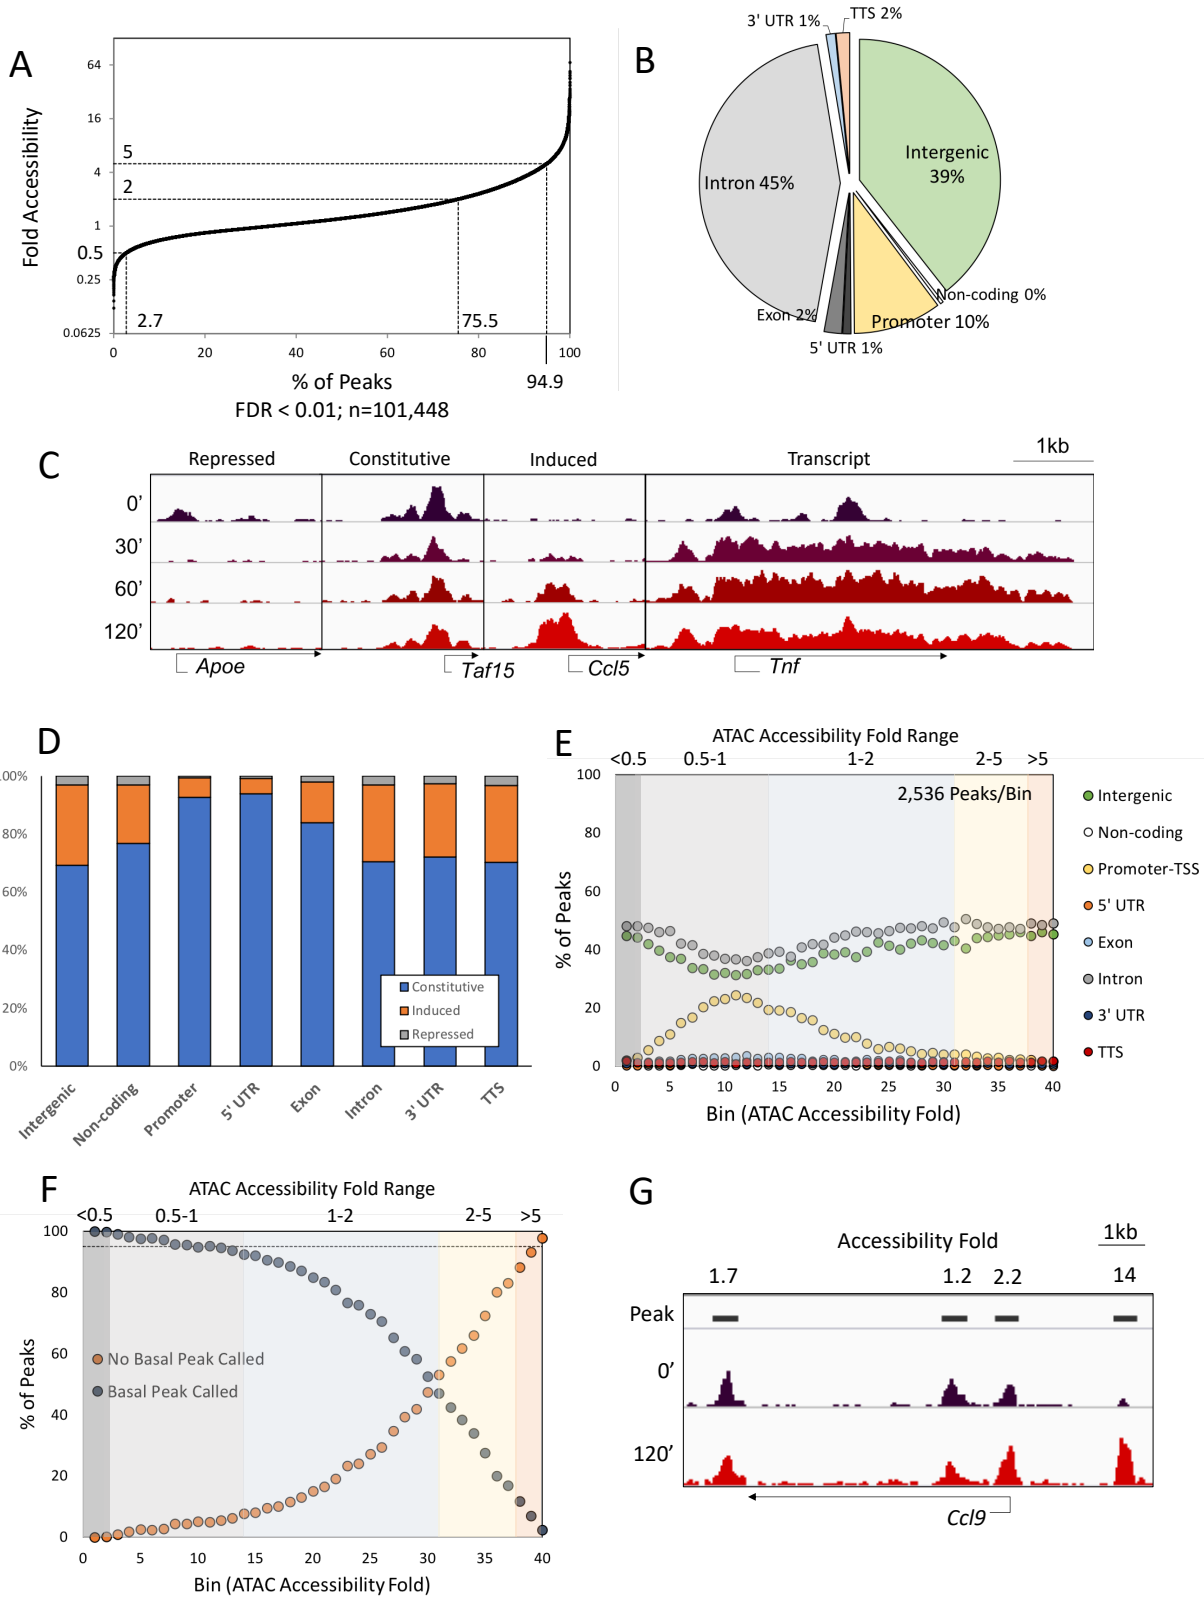 A
Fold Accessibility
64
16
4
1
0.5
0.25
0.0625
5
2
2.7
75.5
0
20
40
60
80
100
% of Peaks
94.9
FDR < 0.01; n=101,448
B
3' UTR 1%
TTS 2%
Intergenic
39%
Intron 45%
Non-coding 0%
Exon 2%
Promoter 10%
5' UTR 1%
C
Repressed
Constitutive
Induced
Transcript
1kb
0’
30’
60’
120’
Apoe
Taf15
Ccl5
Tnf
D
100%
80%
60%
40%
20%
0%
Constitutive
Induced
Repressed
Intergenic
Non-coding
Promoter
5' UTR
Exon
Intron
3' UTR
TTS
E
ATAC Accessibility Fold Range
<0.5
0.5-1
1-2
2-5
>5
2,536 Peaks/Bin
% of Peaks
100
80
60
40
20
0
0
5
10
15
20
25
30
35
40
Bin (ATAC Accessibility Fold)
Intergenic
Non-coding
Promoter-TSS
5' UTR
Exon
Intron
3' UTR
TTS
F
ATAC Accessibility Fold Range
<0.5
0.5-1
1-2
2-5
>5
% of Peaks
100
80
60
40
20
0
No Basal Peak Called
Basal Peak Called
0
5
10
15
20
25
30
35
40
Bin (ATAC Accessibility Fold)
G
Accessibility Fold
1kb
1.7
1.2
2.2
14
Peak
0’
120’
Ccl9